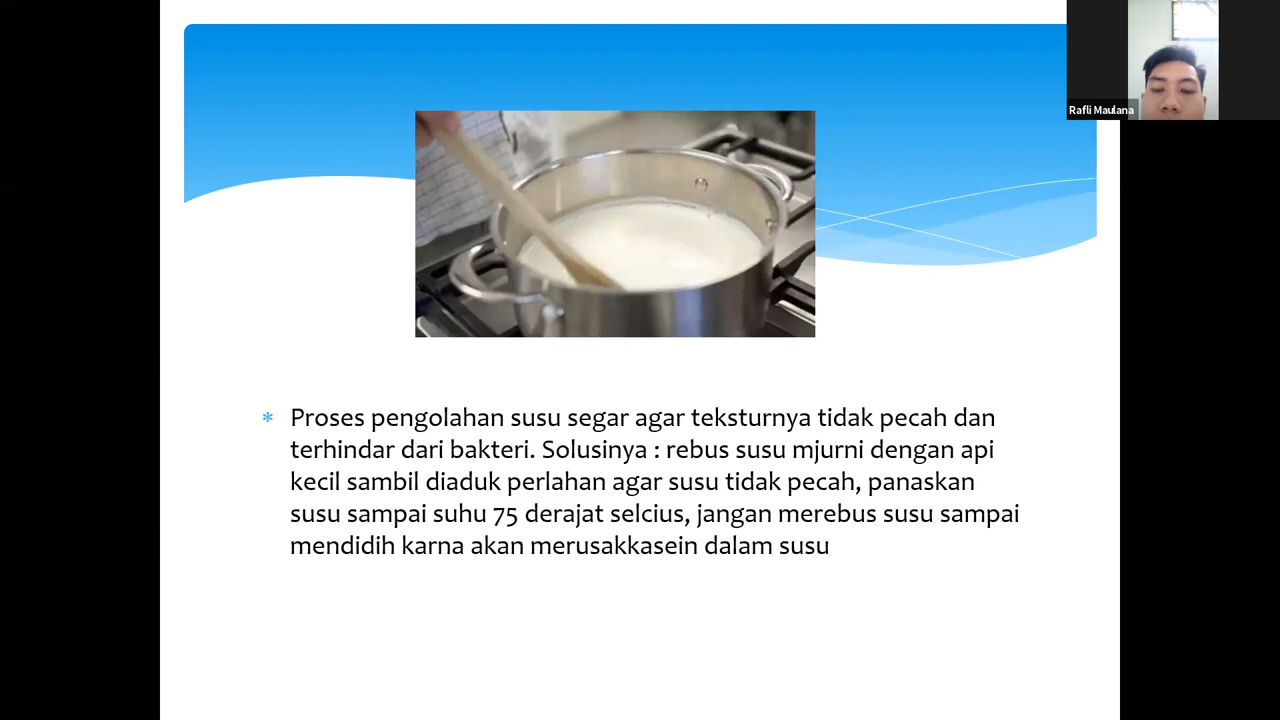 Rafli Maulana
* Proses pengolahan susu segar agar teksturnya tidak pecah dan
terhindar dari bakteri. Solusinya : rebus susu mjurni dengan api
kecil sambil diaduk perlahan agar susu tidak pecah, panaskan
susu sampai suhu 75 derajat selcius, jangan merebus susu sampai
mendidih karna akan merusakkasein dalam susu